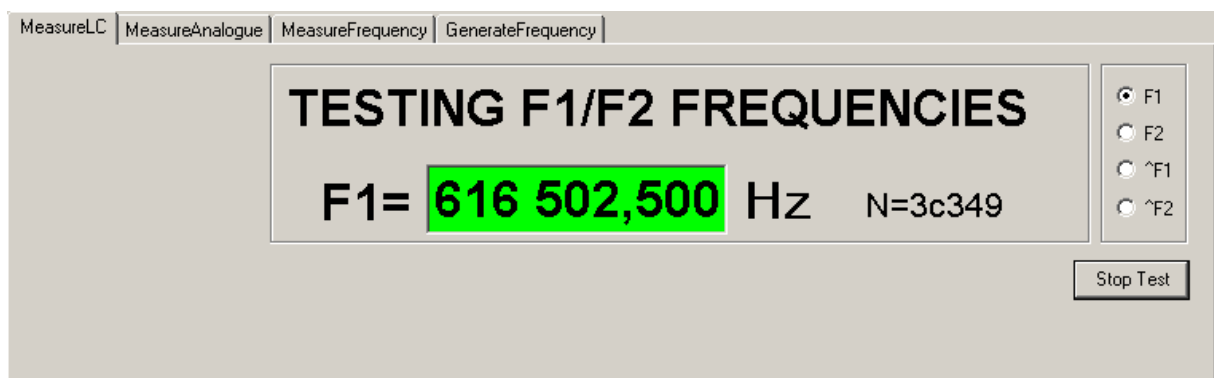 MeasureLC MeasureAnalogue MeasureFrequency GenerateFrequency
TESTING F1/F2 FREQUENCIES
F1= 616 502,500 Hz N=3c349
F1
F2
^F1
^F2
Stop Test